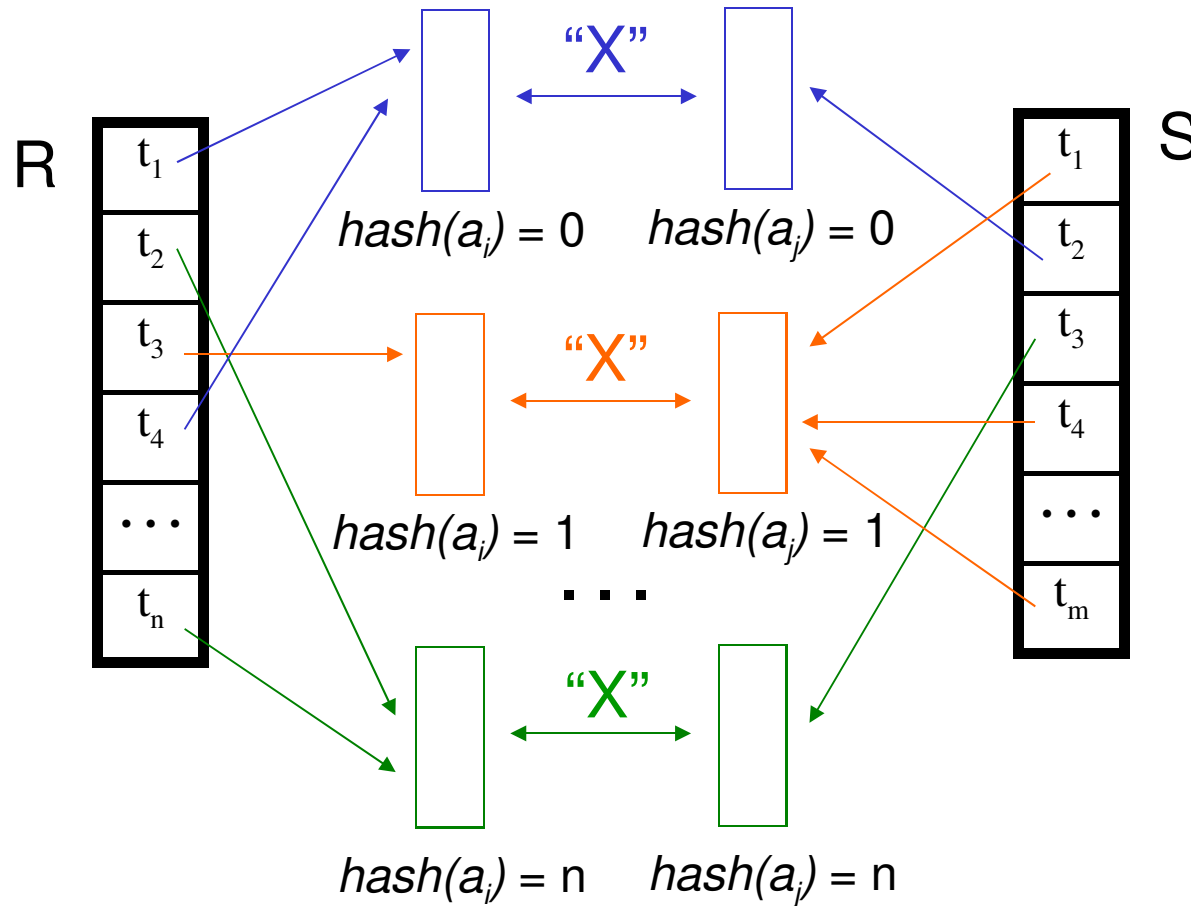 R
t₁
t₂
t₃
t₄
...
tₙ
“X”
hash(aᵢ) = 0 hash(aⱼ) = 0
“X”
hash(aᵢ) = 1 hash(aⱼ) = 1
...
“X”
hash(aᵢ) = n hash(aⱼ) = n
S
t₁
t₂
t₃
t₄
...
tₘ